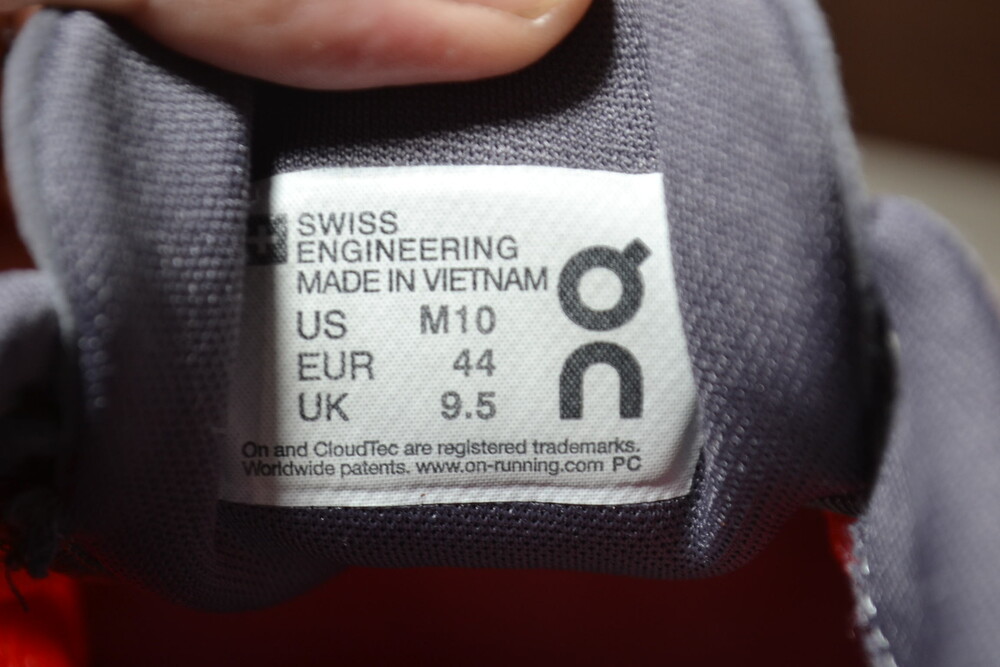 SWISS
ENGINEERING
MADE IN VIETNAM
US M10
EUR 44
UK 9.5
On
On and CloudTec are registered trademarks.
Worldwide patents. www.on-running.com PC